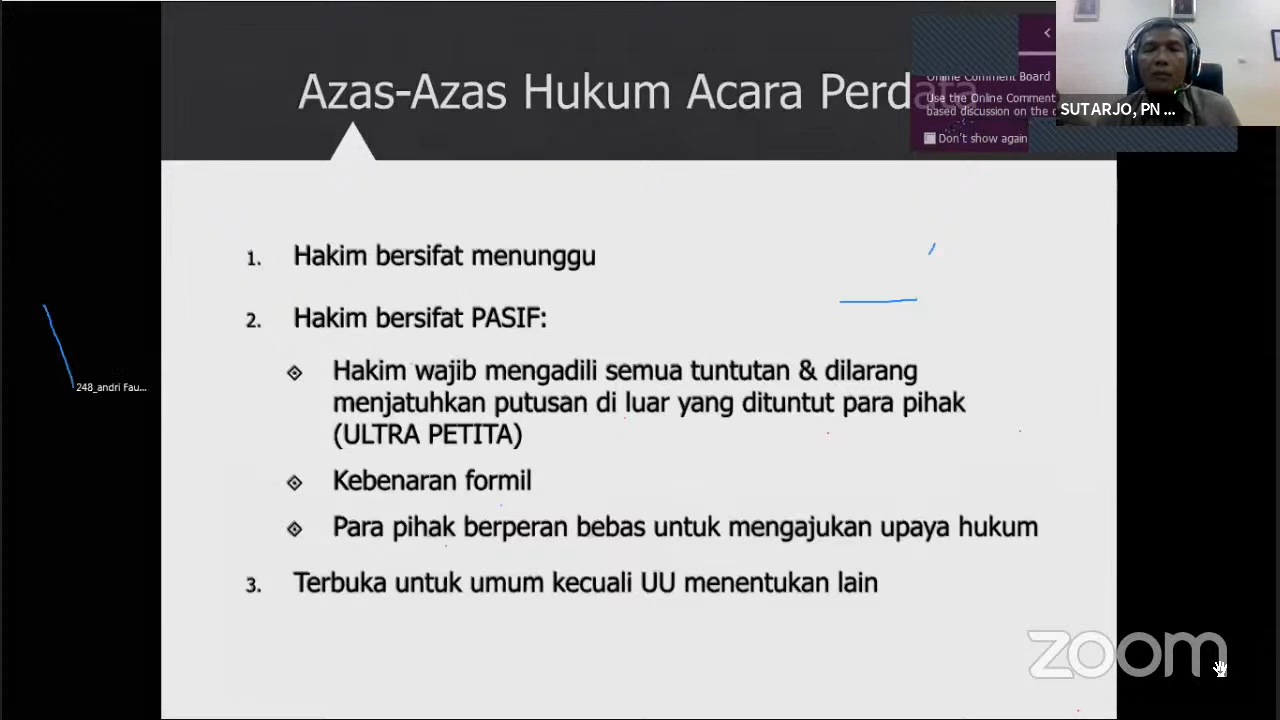 Azas-Azas Hukum Acara Perdata
Online Comment Board
Use the Online Comment
based discussion on the
Don't show again
SUTARJO, PN ...
1. Hakim bersifat menunggu
2. Hakim bersifat PASIF:
Hakim wajib mengadili semua tuntutan & dilarang
menjatuhkan putusan di luar yang dituntut para pihak
(ULTRA PETITA)
Kebenaran formil
Para pihak berperan bebas untuk mengajukan upaya hukum
3. Terbuka untuk umum kecuali UU menentukan lain
248_andri Fau...
zoom